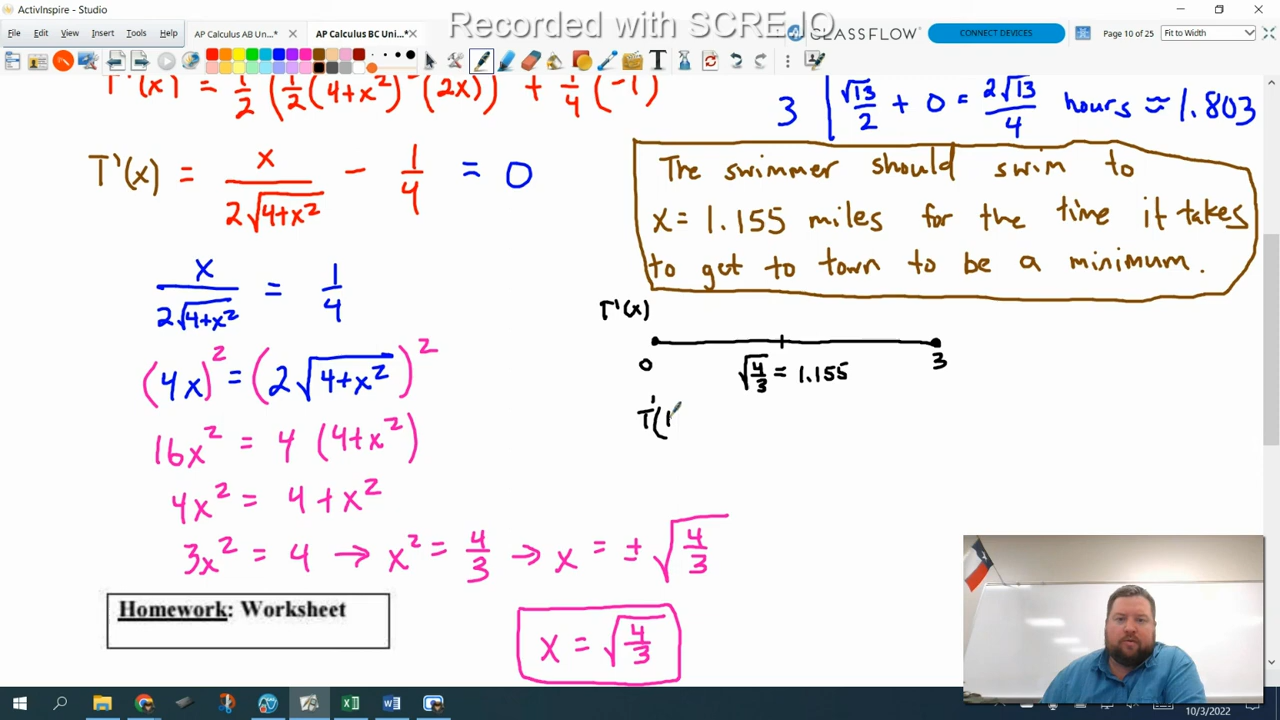 ActivInspire - Studio
Recorded with SCRE.IO
File Edit View Insert Tools Help
AP Calculus AB Un...* ×
AP Calculus BC Uni...* ×
CLASSFLOW
CONNECT DEVICES
Page 10 of 25
Fit to Width
T'(x) = 1/2 (1/2 (4+x²)⁻ (2x)) + 1/4 (-1)
3 | √13/2 + 0 = 2√13/4 hours ≈ 1.803
T'(x) = x/(2√(4+x²)) - 1/4 = 0
The swimmer should swim to
x = 1.155 miles for the time it takes
to get to town to be a minimum.
x/(2√(4+x²)) = 1/4
T'(x)
0 √(4/3) = 1.155 3
(4x)² = (2√(4+x²))²
T'(1
16x² = 4 (4+x²)
4x² = 4 + x²
3x² = 4 → x² = 4/3 → x = ± √(4/3)
Homework: Worksheet
x = √(4/3)
10/3/2022